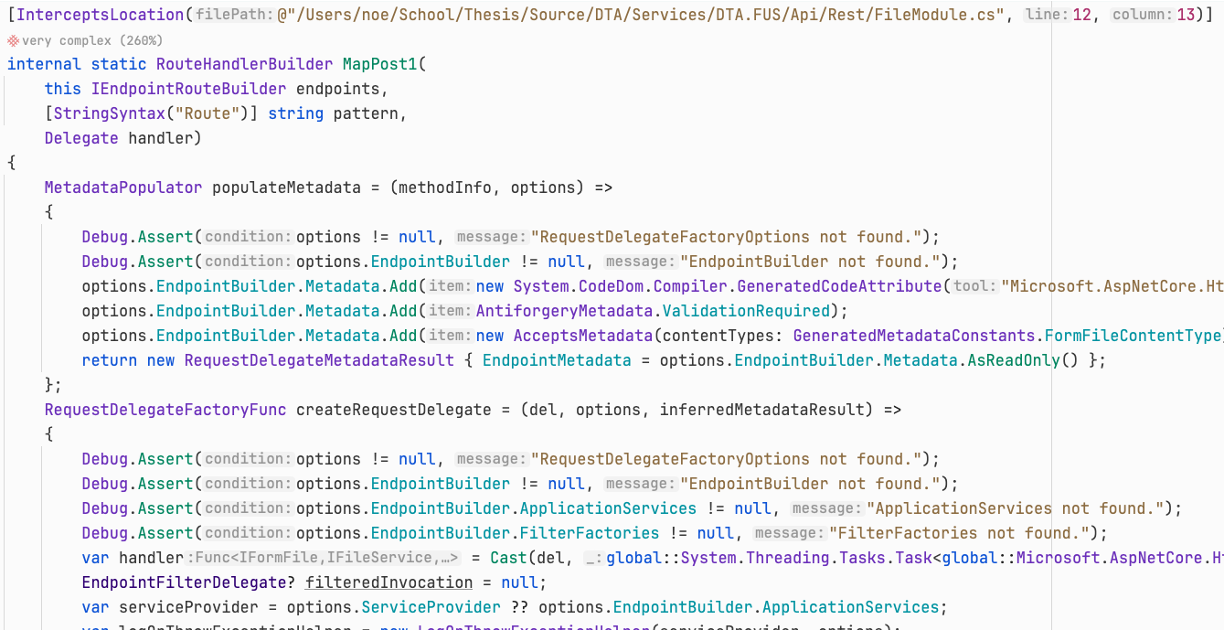 [InterceptsLocation(filePath: @"/Users/noe/School/Thesis/Source/DTA/Services/DTA.FUS/Api/Rest/FileModule.cs", line: 12, column: 13)]
very complex (260%)
internal static RouteHandlerBuilder MapPost1(
this IEndpointRouteBuilder endpoints,
[StringSyntax("Route")] string pattern,
Delegate handler)
{
MetadataPopulator populateMetadata = (methodInfo, options) =>
{
Debug.Assert(condition: options != null, message: "RequestDelegateFactoryOptions not found.");
Debug.Assert(condition: options.EndpointBuilder != null, message: "EndpointBuilder not found.");
options.EndpointBuilder.Metadata.Add(item: new System.CodeDom.Compiler.GeneratedCodeAttribute(tool: "Microsoft.AspNetCore.Ht
options.EndpointBuilder.Metadata.Add(item: AntiforgeryMetadata.ValidationRequired);
options.EndpointBuilder.Metadata.Add(item: new AcceptsMetadata(contentTypes: GeneratedMetadataConstants.FormFileContentType
return new RequestDelegateMetadataResult { EndpointMetadata = options.EndpointBuilder.Metadata.AsReadOnly() };
};
RequestDelegateFactoryFunc createRequestDelegate = (del, options, inferredMetadataResult) =>
{
Debug.Assert(condition: options != null, message: "RequestDelegateFactoryOptions not found.");
Debug.Assert(condition: options.EndpointBuilder != null, message: "EndpointBuilder not found.");
Debug.Assert(condition: options.EndpointBuilder.ApplicationServices != null, message: "ApplicationServices not found.");
Debug.Assert(condition: options.EndpointBuilder.FilterFactories != null, message: "FilterFactories not found.");
var handler :Func<IFormFile,IFileService,…> = Cast(del, _: global::System.Threading.Tasks.Task<global::Microsoft.AspNetCore.Ht
EndpointFilterDelegate? filteredInvocation = null;
var serviceProvider = options.ServiceProvider ?? options.EndpointBuilder.ApplicationServices;
var logOnThrowExceptionHelper = new LogOnThrowExceptionHelper(serviceProvider, options);